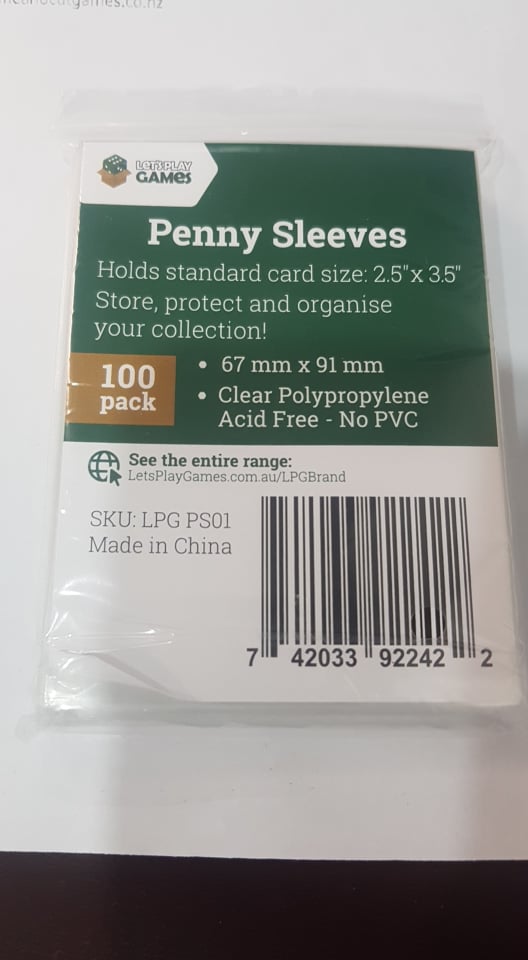 LET'S PLAY
GAMES
Penny Sleeves
Holds standard card size: 2.5"x 3.5"
Store, protect and organise
your collection!
100
pack
• 67 mm x 91 mm
• Clear Polypropylene
Acid Free - No PVC
See the entire range:
LetsPlayGames.com.au/LPGBrand
SKU: LPG PS01
Made in China
7 42033 92242 2